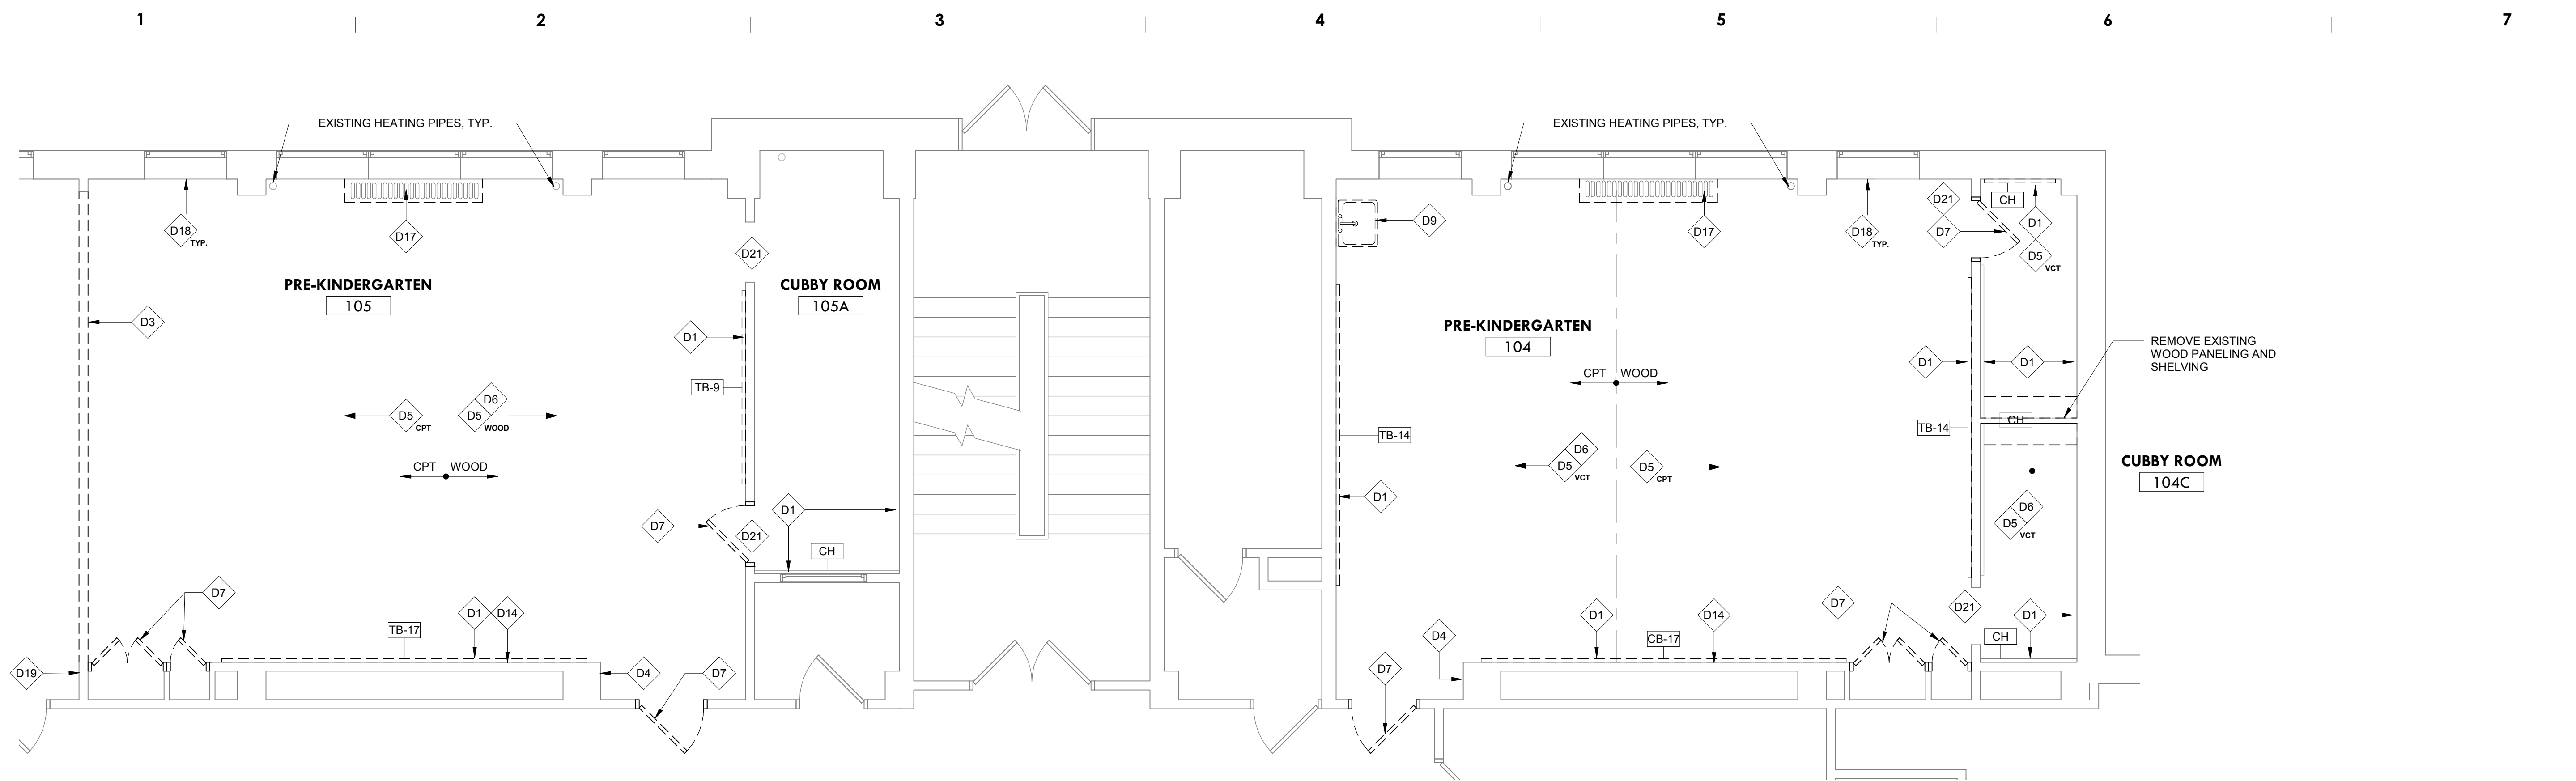 1 2 3 4 5 6 7
EXISTING HEATING PIPES, TYP.
EXISTING HEATING PIPES, TYP.
D18
TYP.
D17
D21
PRE-KINDERGARTEN
105
CUBBY ROOM
105A
D3
D1
TB-9
D5
CPT
D6
D5
WOOD
CPT WOOD
D7
D21
D1
CH
D7
TB-17
D1 D14
D19
D4
D7
D9
D17
D18
TYP.
D21
D7
CH
D1
D5
VCT
PRE-KINDERGARTEN
104
CPT WOOD
D1
D1
REMOVE EXISTING
WOOD PANELING AND
SHELVING
TB-14
TB-14
CH
D6
D5
VCT
D5
CPT
D1
CUBBY ROOM
104C
D6
D5
VCT
D7
D21
D1
CH
D4
D1
CB-17
D14
D7